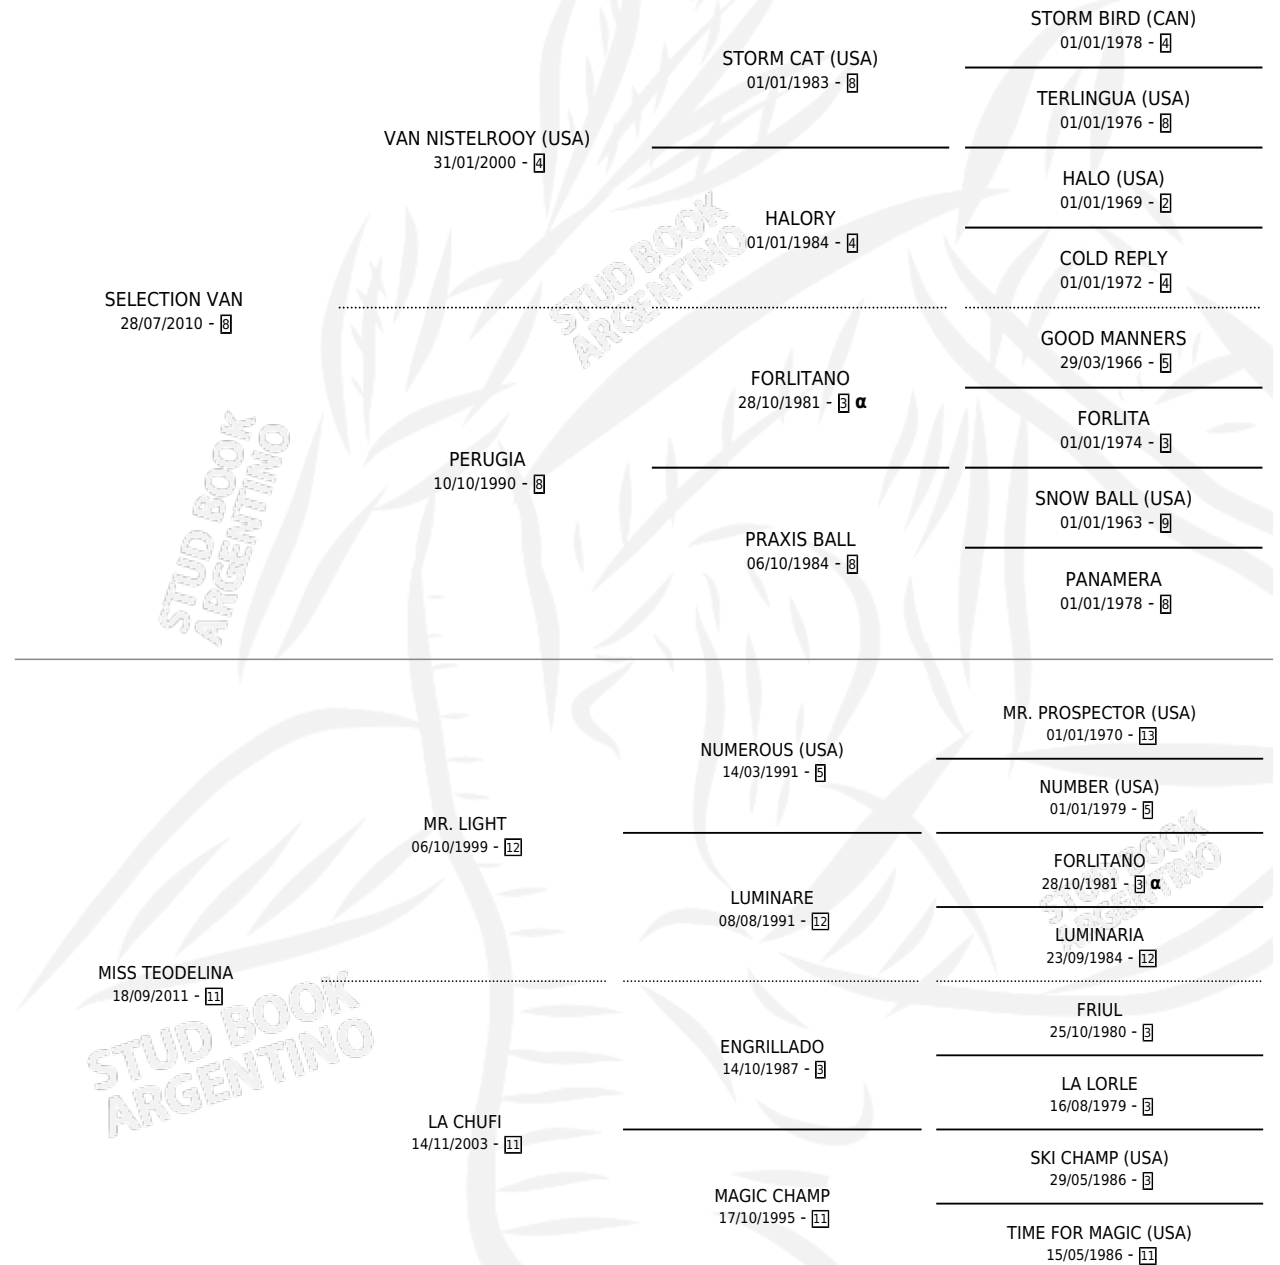 STORM BIRD (CAN)
01/01/1978 - 4
STORM CAT (USA)
01/01/1983 - 8
TERLINGUA (USA)
01/01/1976 - 8
VAN NISTELROOY (USA)
31/01/2000 - 4
HALO (USA)
01/01/1969 - 2
HALORY
01/01/1984 - 4
COLD REPLY
01/01/1972 - 4
SELECTION VAN
28/07/2010 - 8
GOOD MANNERS
29/03/1966 - 5
FORLITANO
28/10/1981 - 3 α
FORLITA
01/01/1974 - 3
PERUGIA
10/10/1990 - 8
SNOW BALL (USA)
01/01/1963 - 9
PRAXIS BALL
06/10/1984 - 8
PANAMERA
01/01/1978 - 8
MR. PROSPECTOR (USA)
01/01/1970 - 13
NUMEROUS (USA)
14/03/1991 - 5
NUMBER (USA)
01/01/1979 - 5
MR. LIGHT
06/10/1999 - 12
FORLITANO
28/10/1981 - 3 α
LUMINARE
08/08/1991 - 12
LUMINARIA
23/09/1984 - 12
MISS TEODELINA
18/09/2011 - 11
FRIUL
25/10/1980 - 3
ENGRILLADO
14/10/1987 - 3
LA LORLE
16/08/1979 - 3
LA CHUFI
14/11/2003 - 11
SKI CHAMP (USA)
29/05/1986 - 3
MAGIC CHAMP
17/10/1995 - 11
TIME FOR MAGIC (USA)
15/05/1986 - 11
STUD BOOK
ARGENTINO
STUD BOOK
ARGENTINO
STUD BOOK
ARGENTINO
STUD BOOK
ARGENTINO